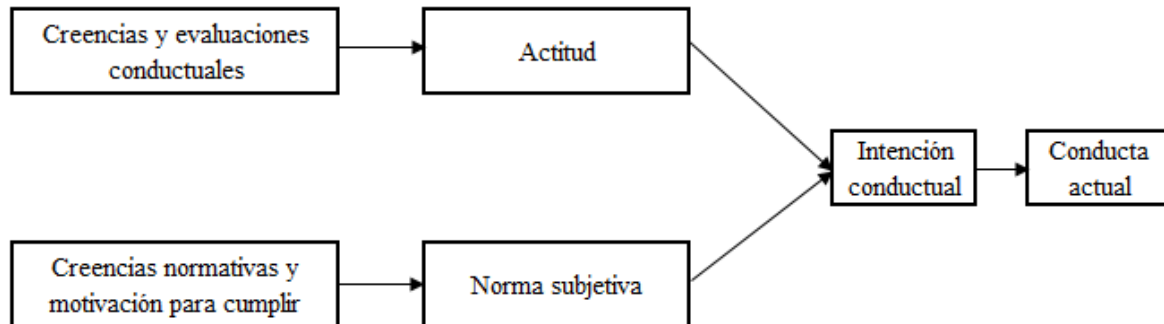 Creencias y evaluaciones
conductuales
Actitud
Intención
conductual
Conducta
actual
Creencias normativas y
motivación para cumplir
Norma subjetiva